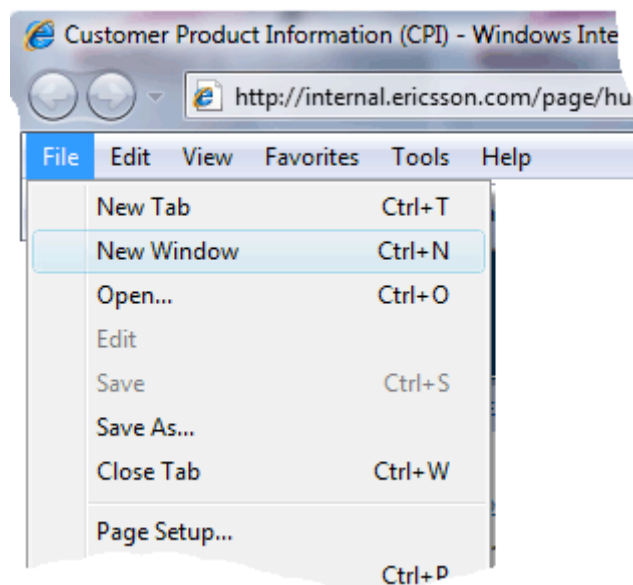 Customer Product Information (CPI) - Windows Inte
http://internal.ericsson.com/page/hu
File Edit View Favorites Tools Help
New Tab Ctrl+T
New Window Ctrl+N
Open... Ctrl+O
Edit
Save Ctrl+S
Save As...
Close Tab Ctrl+W
Page Setup...
Ctrl+P